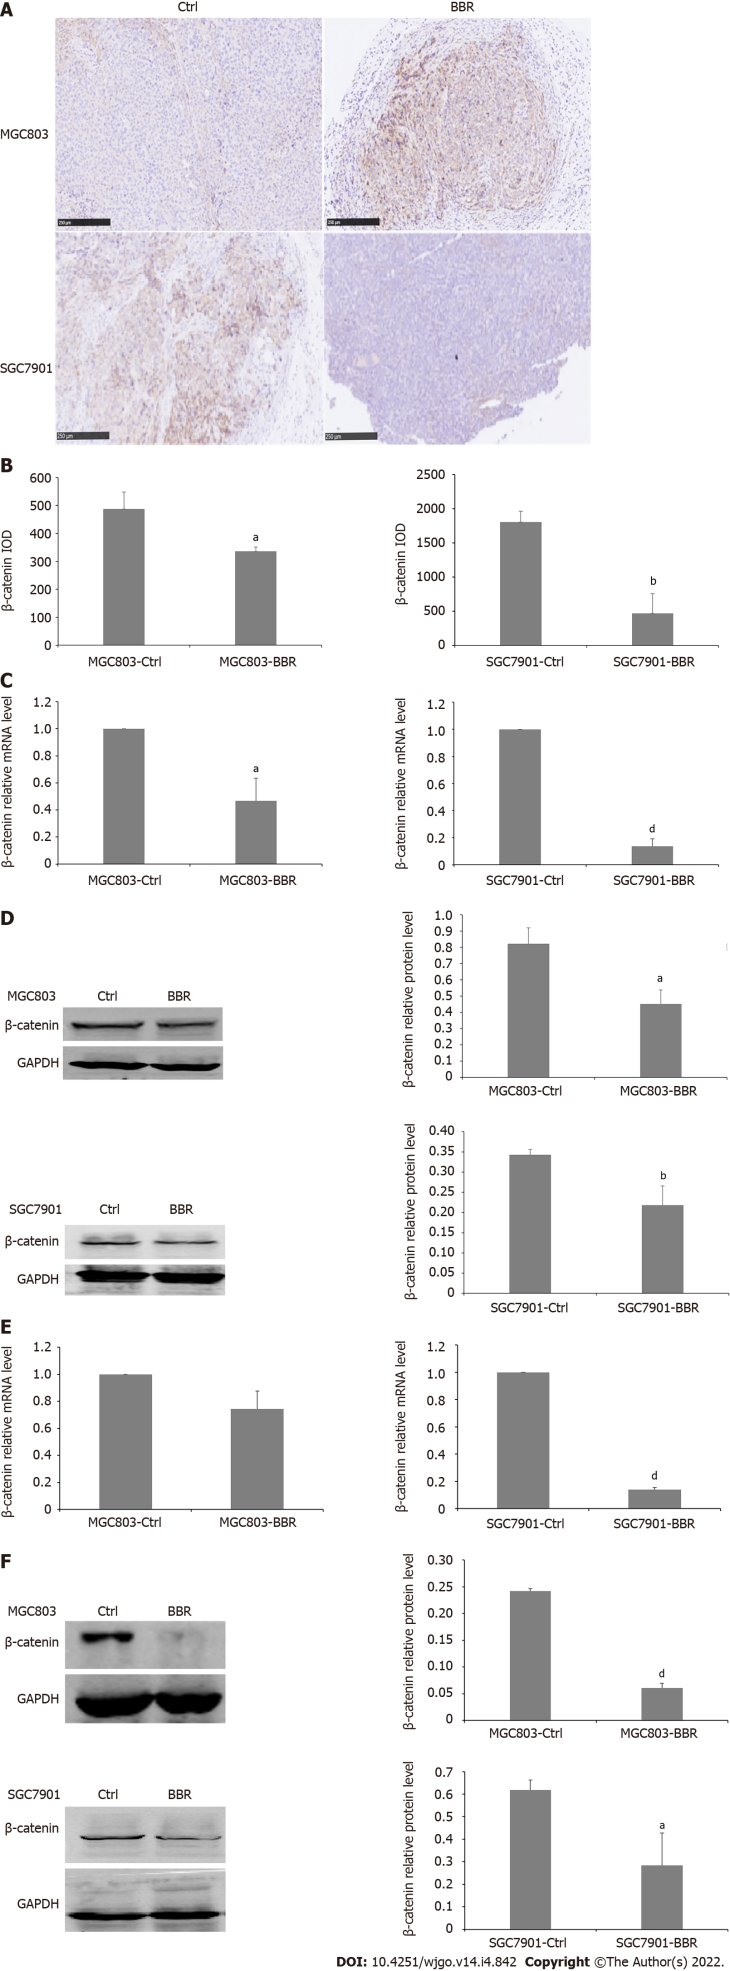 A
Ctrl BBR
MGC803
250 μm 250 μm
SGC7901
250 μm 250 μm
B
β-catenin IOD
600
500
400
300
200
100
0
a
MGC803-Ctrl MGC803-BBR
β-catenin IOD
2500
2000
1500
1000
500
0
b
SGC7901-Ctrl SGC7901-BBR
C
β-catenin relative mRNA level
1.2
1.0
0.8
0.6
0.4
0.2
0
a
MGC803-Ctrl MGC803-BBR
β-catenin relative mRNA level
1.2
1.0
0.8
0.6
0.4
0.2
0
d
SGC7901-Ctrl SGC7901-BBR
D
MGC803 Ctrl BBR
β-catenin
GAPDH
β-catenin relative protein level
1.0
0.9
0.8
0.7
0.6
0.5
0.4
0.3
0.2
0.1
0
a
MGC803-Ctrl MGC803-BBR
SGC7901 Ctrl BBR
β-catenin
GAPDH
β-catenin relative protein level
0.40
0.35
0.30
0.25
0.20
0.15
0.10
0.05
0
b
SGC7901-Ctrl SGC7901-BBR
E
β-catenin relative mRNA level
1.2
1.0
0.8
0.6
0.4
0.2
0
MGC803-Ctrl MGC803-BBR
β-catenin relative mRNA level
1.2
1.0
0.8
0.6
0.4
0.2
0
d
SGC7901-Ctrl SGC7901-BBR
F
MGC803 Ctrl BBR
β-catenin
GAPDH
β-catenin relative protein level
0.30
0.25
0.20
0.15
0.10
0.05
0
d
MGC803-Ctrl MGC803-BBR
SGC7901 Ctrl BBR
β-catenin
GAPDH
β-catenin relative protein level
0.7
0.6
0.5
0.4
0.3
0.2
0.1
0
a
SGC7901-Ctrl SGC7901-BBR
DOI: 10.4251/wjgo.v14.i4.842 Copyright ©The Author(s) 2022.